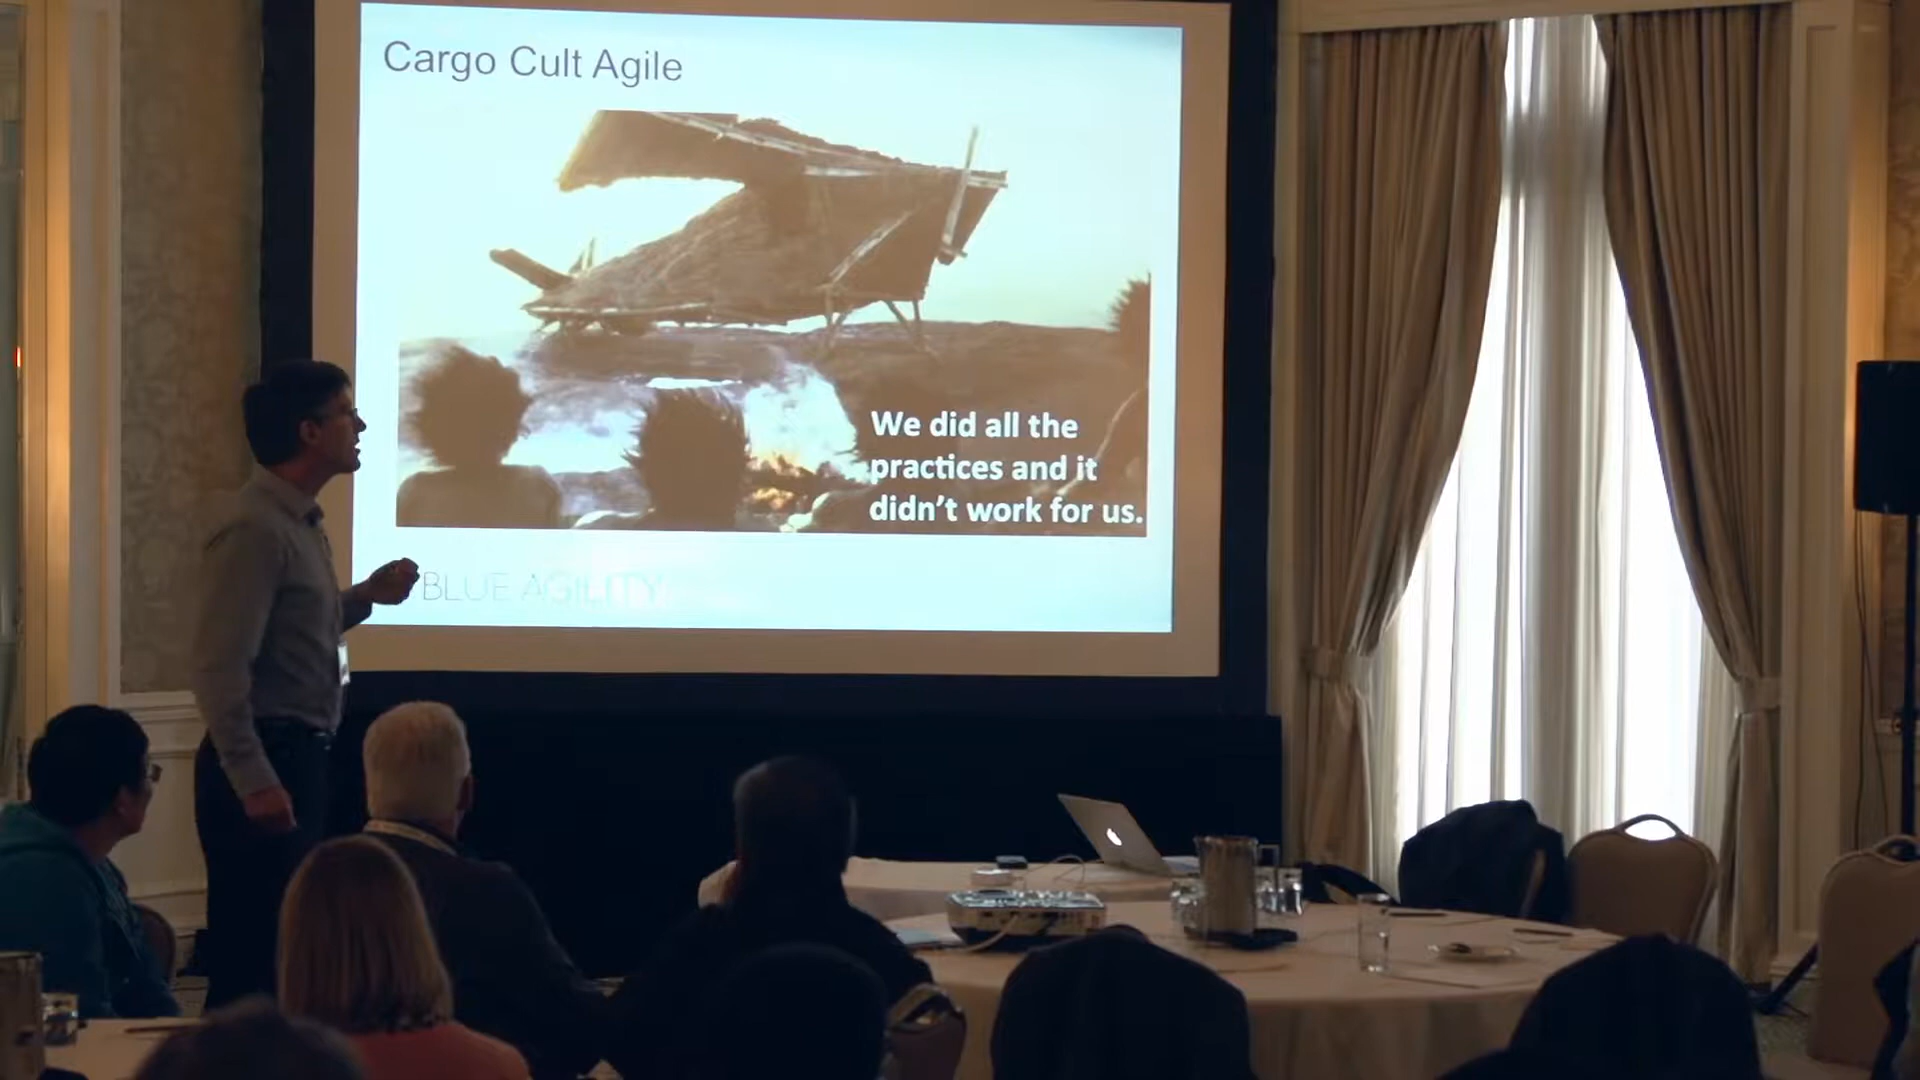 Cargo Cult Agile
We did all the
practices and it
didn't work for us.
BLUE AGILITY